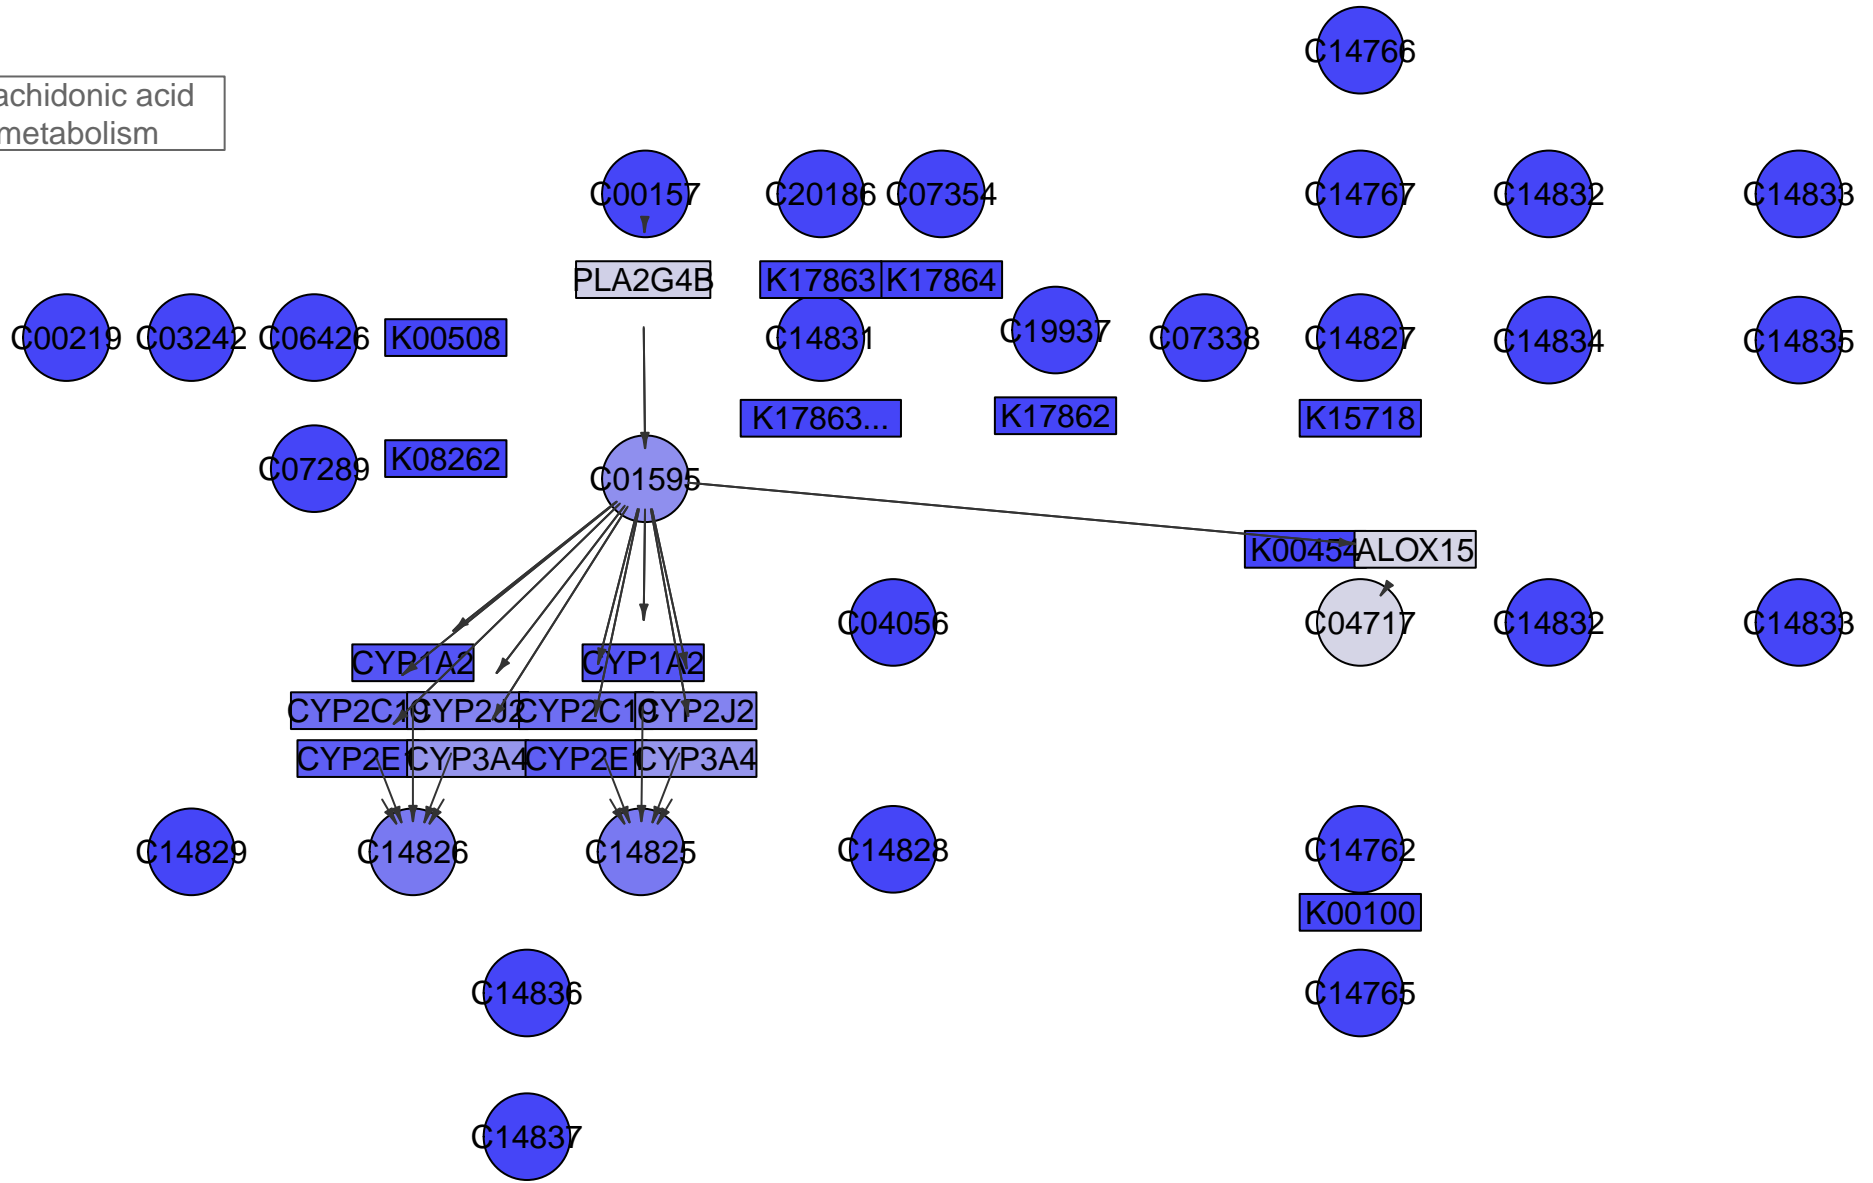 C14766
achidonic acid
metabolism
C00157 C20186 C07354 C14767 C14832 C14833
PLA2G4B K17863 K17864
C00219 C03242 C06426 K00508 C14831 C19937 C07338 C14827 C14834 C14835
K17863... K17862 K15718
C07289 K08262 C01595
K00454 ALOX15
C04056 C04717 C14832 C14833
CYP1A2 CYP1A2
CYP2C19 CYP2J2 CYP2C19 CYP2J2
CYP2E1 CYP3A4 CYP2E1 CYP3A4
C14829 C14826 C14825 C14828 C14762
K00100
C14836 C14765
C14837